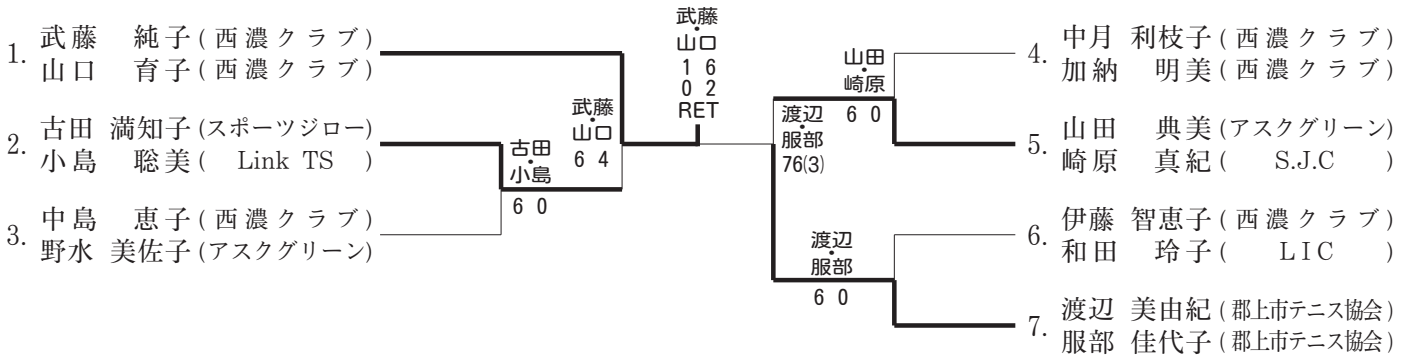 1. 武藤 純子(西濃クラブ)
山口 育子(西濃クラブ)
2. 古田 満知子(スポーツジロー)
小島 聡美( Link TS )
3. 中島 恵子(西濃クラブ)
野水 美佐子(アスクグリーン)
古田・
小島
6 0
武藤・
山口
6 4
武藤・
山口
1 6
0 2
RET
渡辺・
服部
76(3)
山田・
崎原
6 0
渡辺・
服部
6 0
4. 中月 利枝子(西濃クラブ)
加納 明美(西濃クラブ)
5. 山田 典美(アスクグリーン)
崎原 真紀( S.J.C )
6. 伊藤 智恵子(西濃クラブ)
和田 玲子( LIC )
7. 渡辺 美由紀(郡上市テニス協会)
服部 佳代子(郡上市テニス協会)